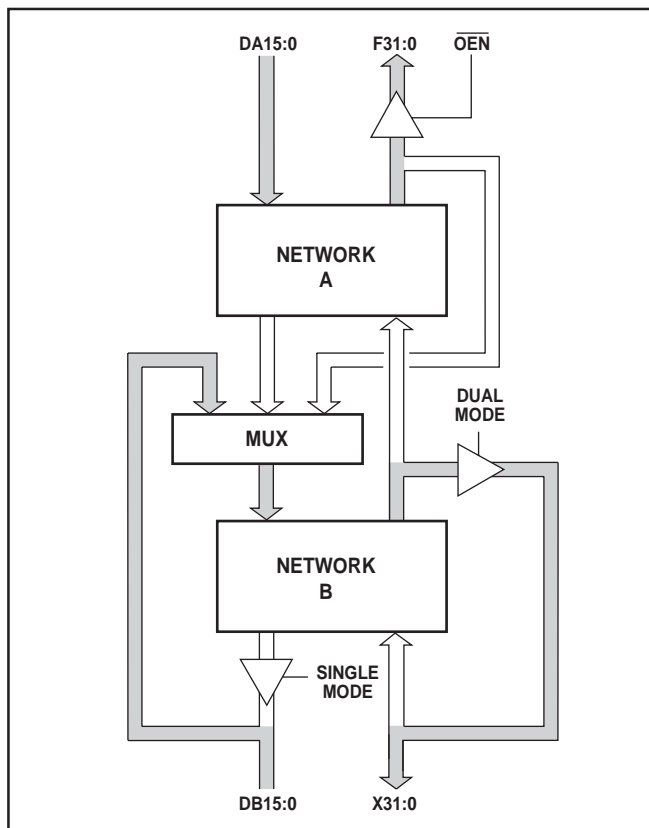 DA15:0
F31:0
OEN
NETWORK
A
DUAL
MODE
MUX
NETWORK
B
SINGLE
MODE
DB15:0
X31:0